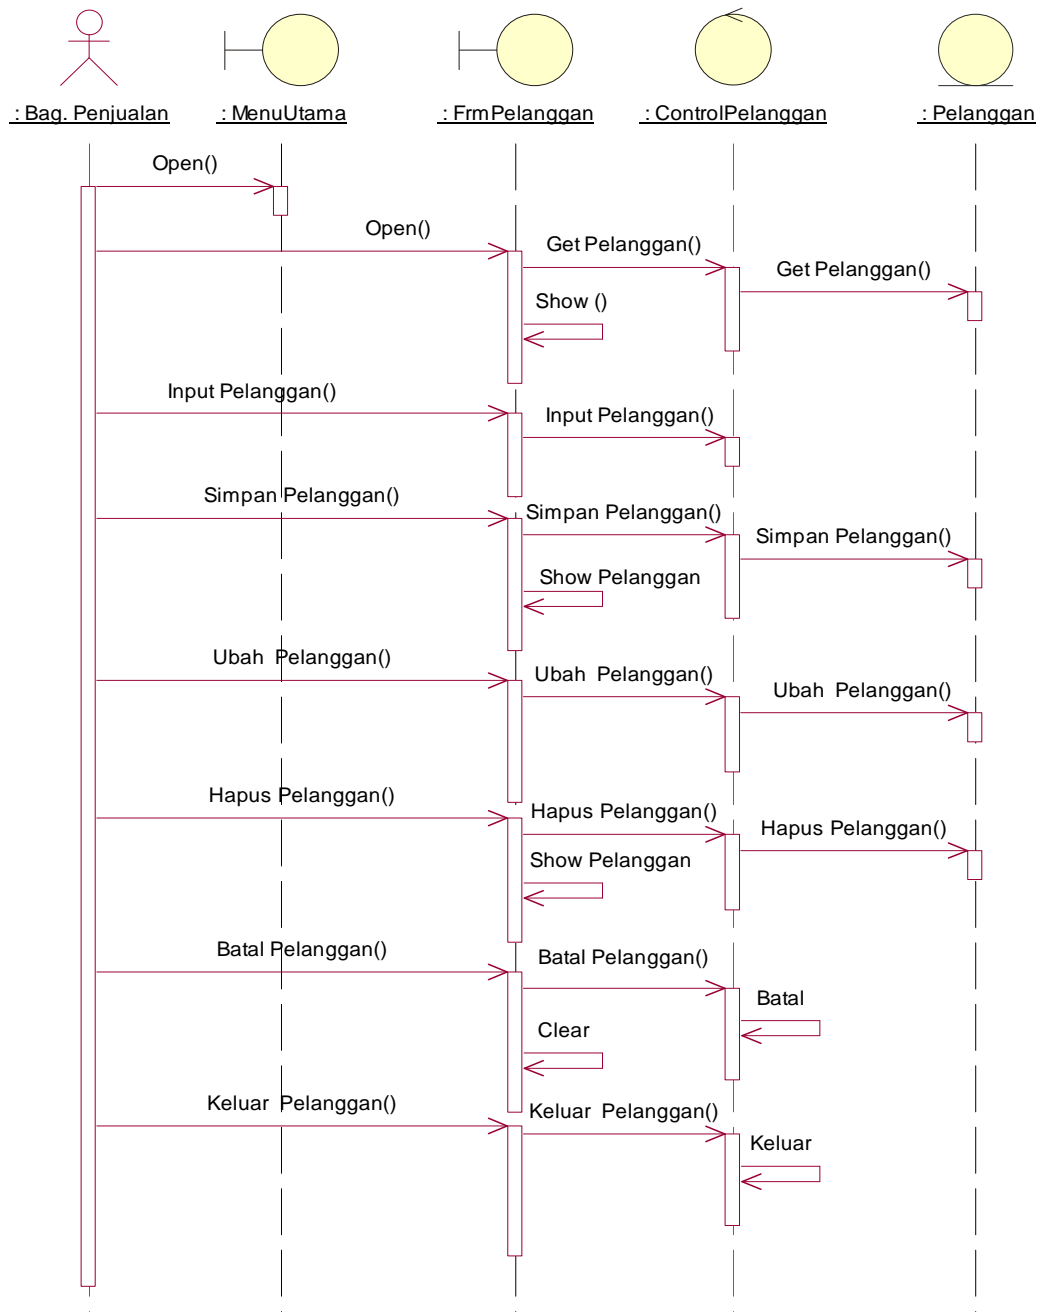 : Bag. Penjualan
: MenuUtama
: FrmPelanggan
: ControlPelanggan
: Pelanggan
Open()
Open()
Get Pelanggan()
Get Pelanggan()
Show ()
Input Pelanggan()
Input Pelanggan()
Simpan Pelanggan()
Simpan Pelanggan()
Simpan Pelanggan()
Show Pelanggan
Ubah Pelanggan()
Ubah Pelanggan()
Ubah Pelanggan()
Hapus Pelanggan()
Hapus Pelanggan()
Hapus Pelanggan()
Show Pelanggan
Batal Pelanggan()
Batal Pelanggan()
Batal
Clear
Keluar Pelanggan()
Keluar Pelanggan()
Keluar